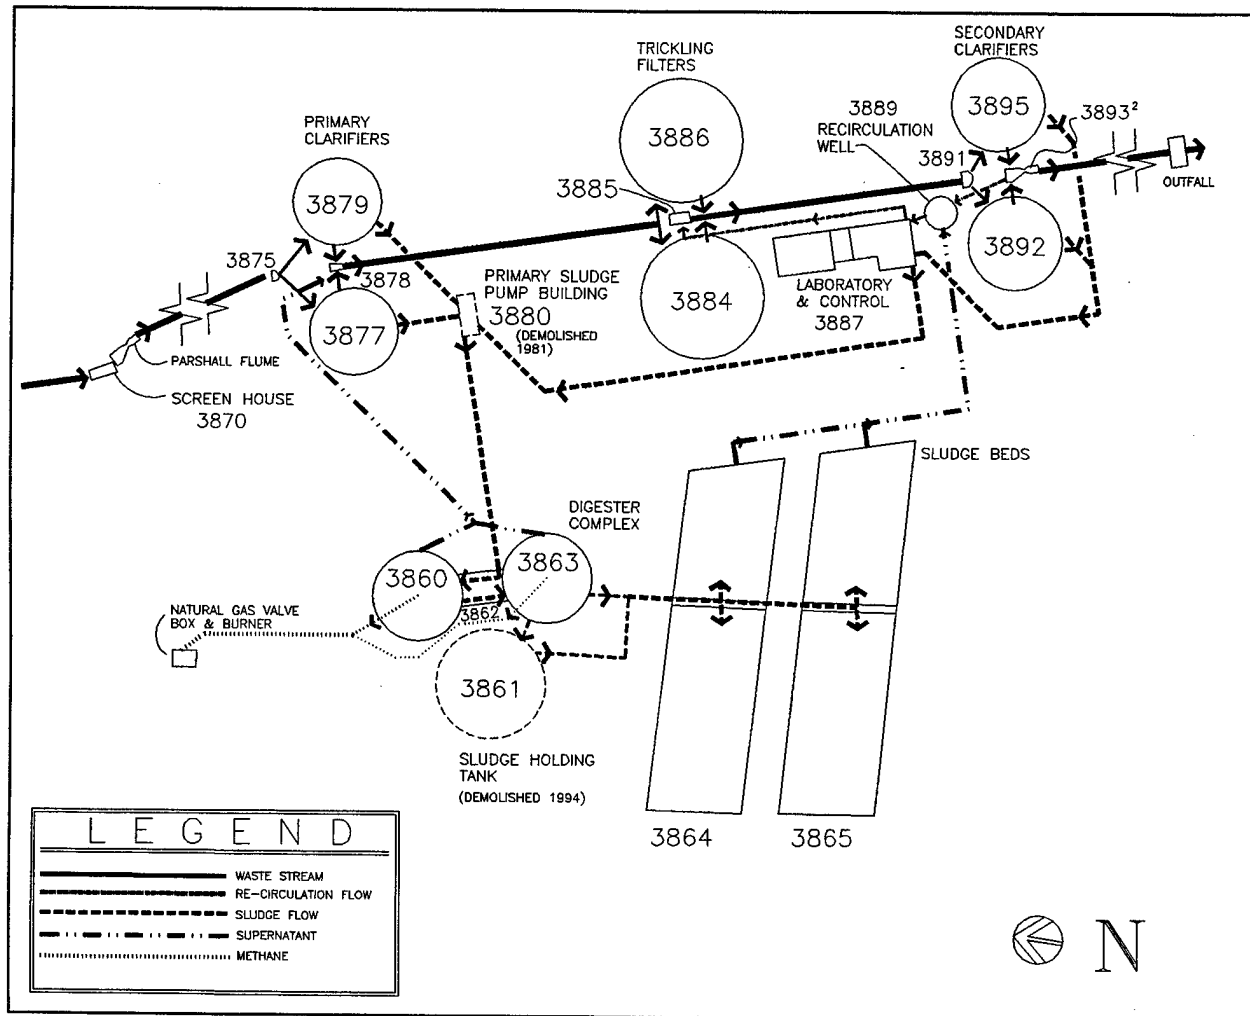 SECONDARY
CLARIFIERS
TRICKLING
FILTERS
3895
3889
RECIRCULATION
WELL
3893²
PRIMARY
CLARIFIERS
3886
3891
OUTFALL
3879
3885
3892
3875
3878
PRIMARY SLUDGE
PUMP BUILDING
3880
(DEMOLISHED
1981)
3884
LABORATORY
& CONTROL
3887
3877
PARSHALL FLUME
SCREEN HOUSE
3870
SLUDGE BEDS
DIGESTER
COMPLEX
3860
3863
3862
NATURAL GAS VALVE
BOX & BURNER
3861
SLUDGE HOLDING
TANK
(DEMOLISHED 1994)
3864
3865
LEGEND
WASTE STREAM
RE-CIRCULATION FLOW
SLUDGE FLOW
SUPERNATANT
METHANE
N